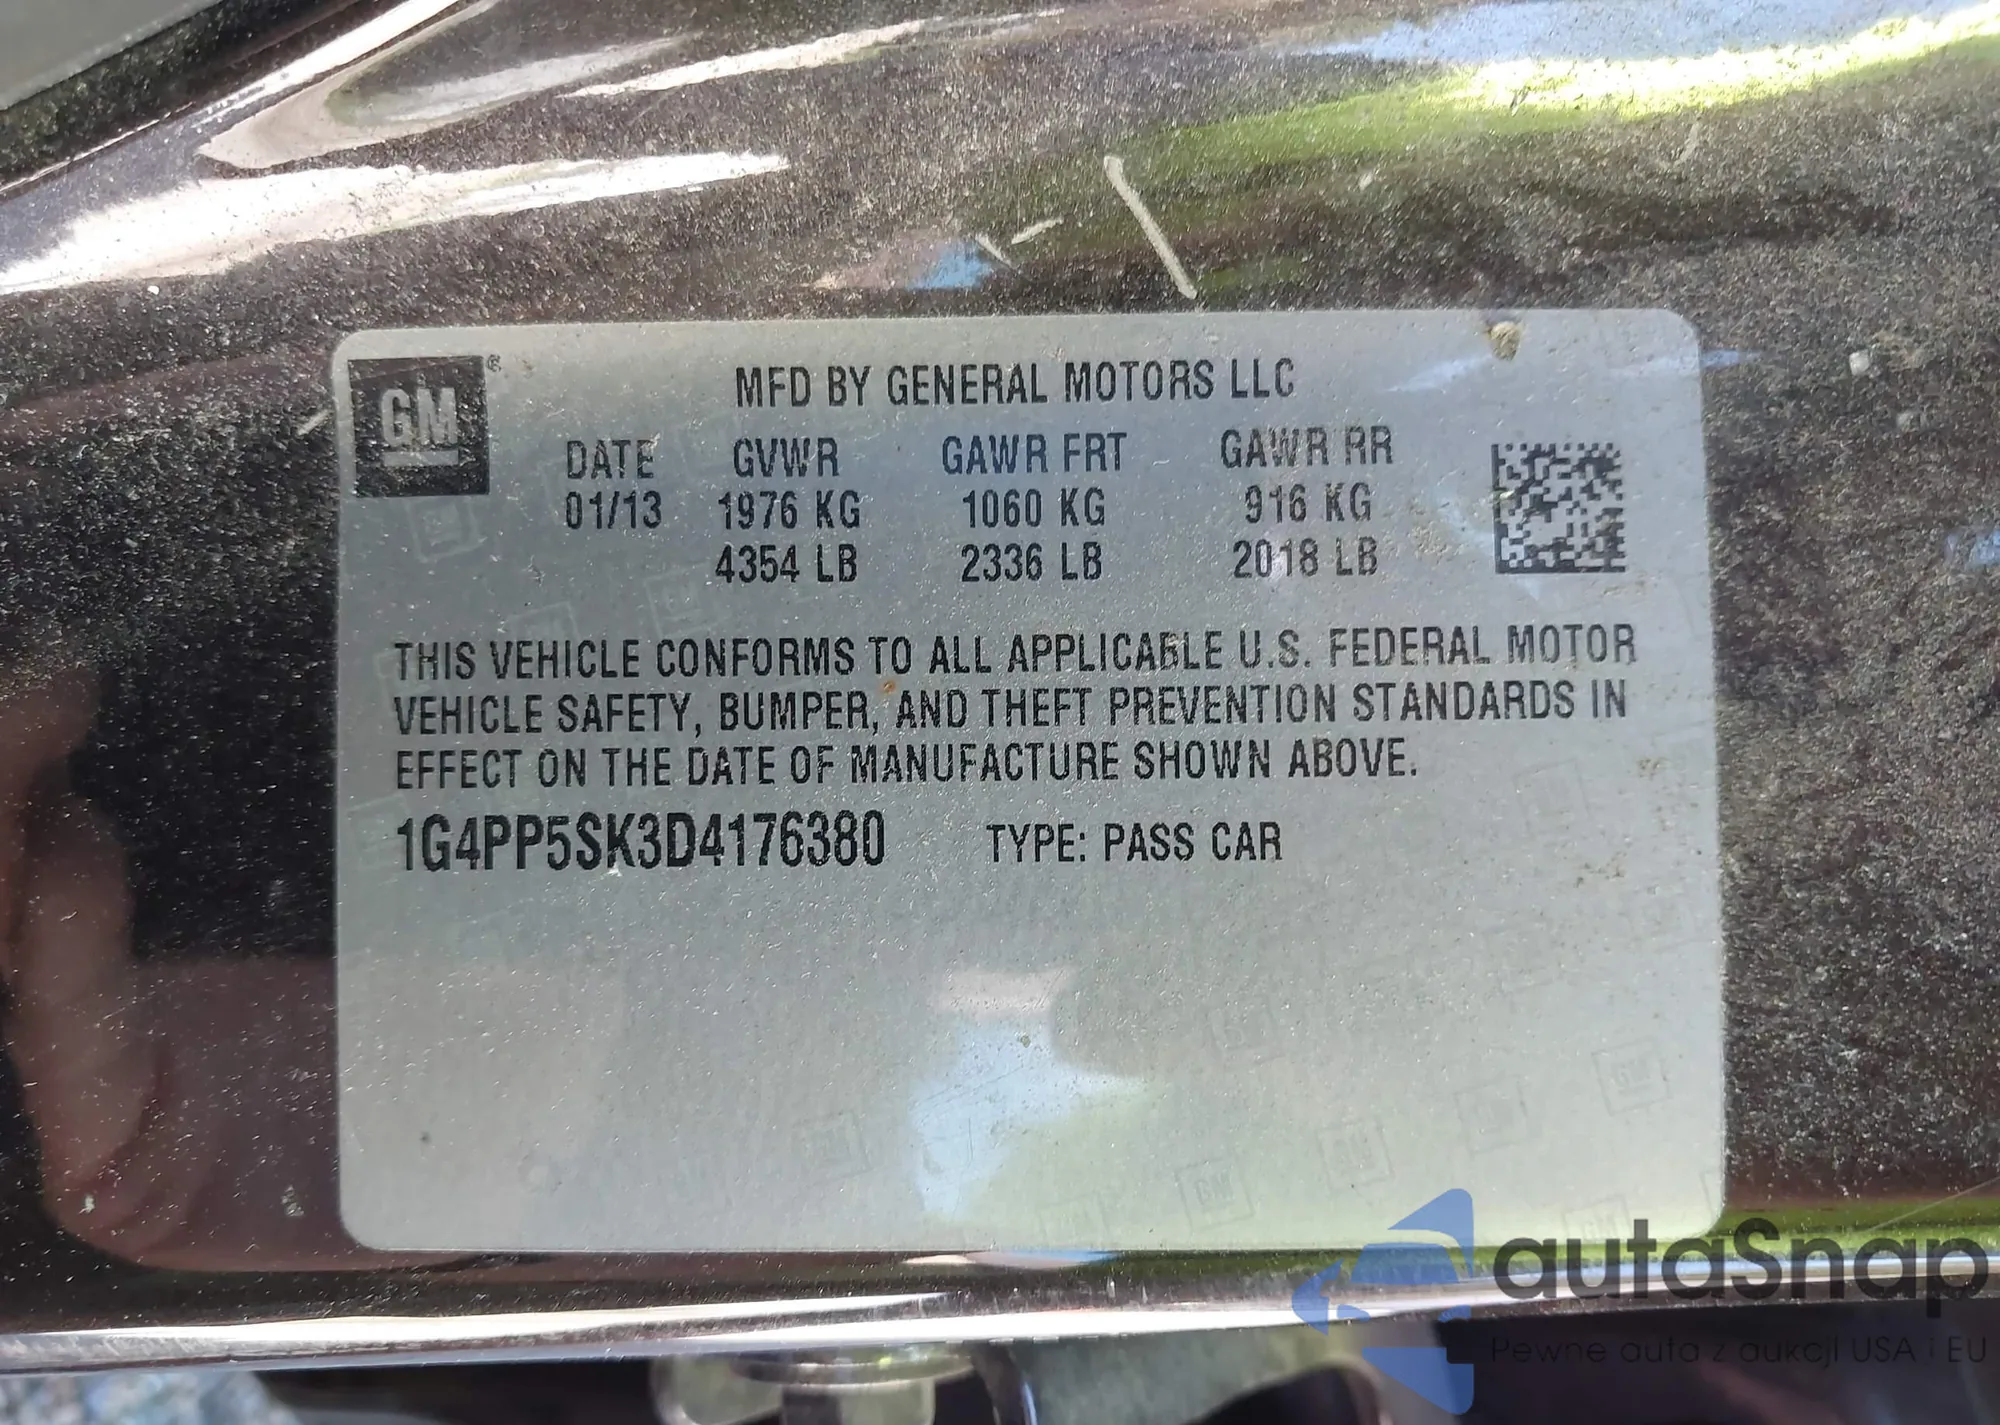 GM®
MFD BY GENERAL MOTORS LLC
DATE GVWR GAWR FRT GAWR RR
01/13 1976 KG 1060 KG 916 KG
4354 LB 2336 LB 2018 LB
THIS VEHICLE CONFORMS TO ALL APPLICABLE U.S. FEDERAL MOTOR
VEHICLE SAFETY, BUMPER, AND THEFT PREVENTION STANDARDS IN
EFFECT ON THE DATE OF MANUFACTURE SHOWN ABOVE.
1G4PP5SK3D4176380 TYPE: PASS CAR
autaSnap
Pewne auta z aukcji USA i EU